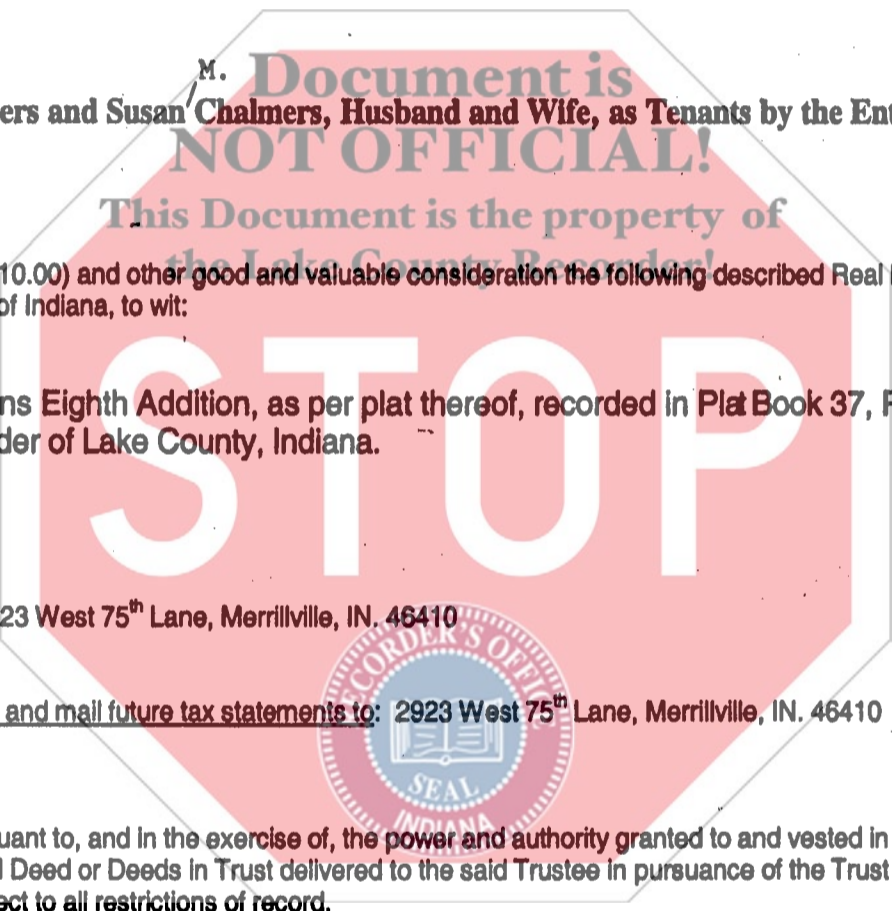 Document is
M.
ers and Susan Chalmers, Husband and Wife, as Tenants by the Ent
NOT OFFICIAL!
This Document is the property of
the Lake County Recorder!
10.00) and other good and valuable consideration the following described Real
of Indiana, to wit:
STOP
ns Eighth Addition, as per plat thereof, recorded in Plat Book 37, P
der of Lake County, Indiana.
23 West 75th Lane, Merrillville, IN. 46410
RECORDER'S OFFICE
and mail future tax statements to: 2923 West 75th Lane, Merrillville, IN. 46410
SEAL
INDIANA
uant to, and in the exercise of, the power and authority granted to and vested in
l Deed or Deeds in Trust delivered to the said Trustee in pursuance of the Trust
ect to all restrictions of record.